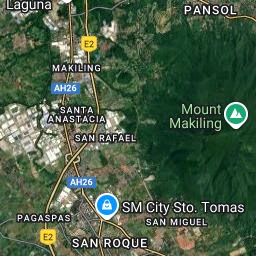 Laguna
PANSOL
E2
MAKILING
AH26
SANTA
ANASTACIA
Mount
Makiling
SAN RAFAEL
AH26
SM City Sto. Tomas
PAGASPAS
SAN MIGUEL
E2
SAN ROQUE